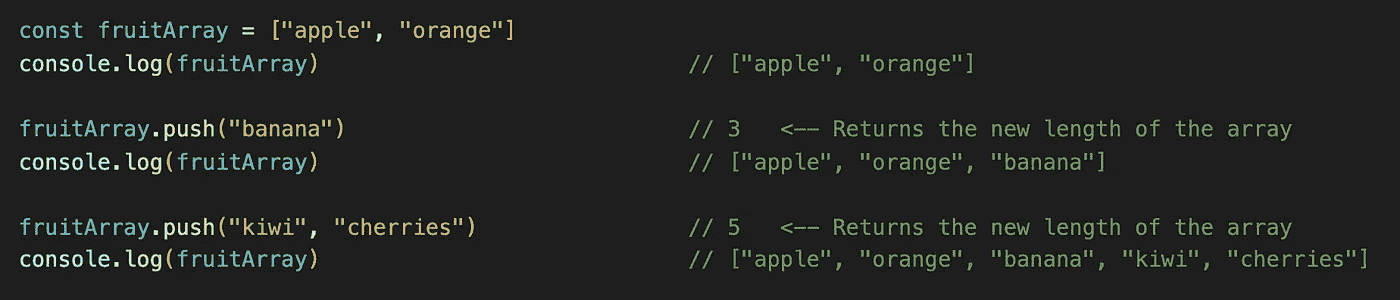 const fruitArray = ["apple", "orange"]
console.log(fruitArray) // ["apple", "orange"]
fruitArray.push("banana") // 3 <-- Returns the new length of the array
console.log(fruitArray) // ["apple", "orange", "banana"]
fruitArray.push("kiwi", "cherries") // 5 <-- Returns the new length of the array
console.log(fruitArray) // ["apple", "orange", "banana", "kiwi", "cherries"]